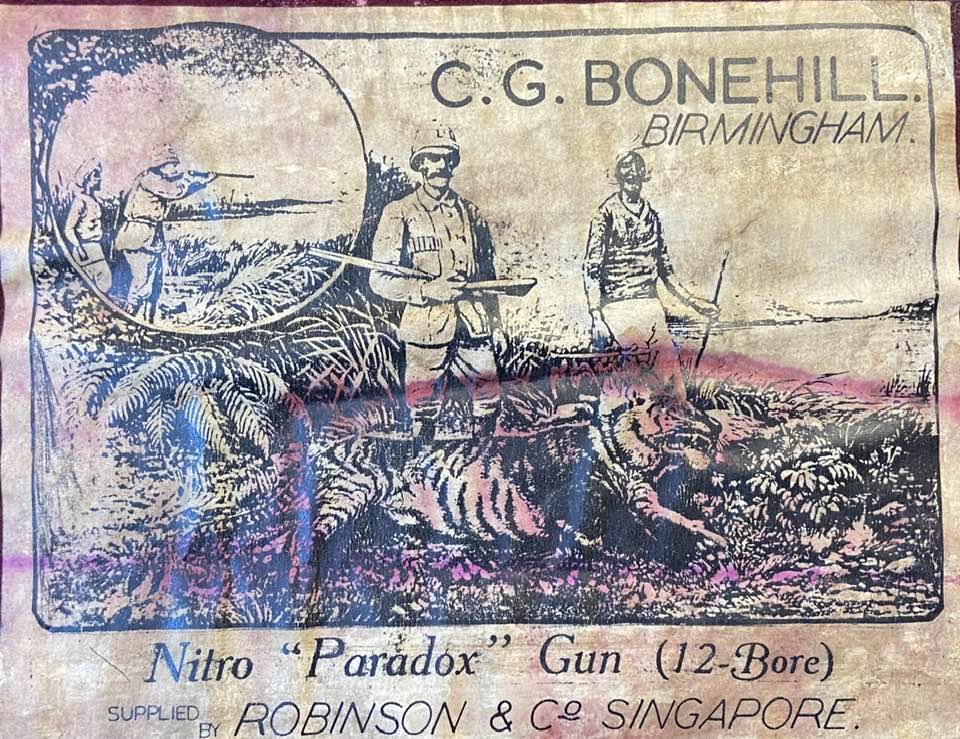 C. G. BONEHILL.
BIRMINGHAM.
Nitro "Paradox" Gun (12-Bore)
SUPPLIED BY ROBINSON & Co SINGAPORE.